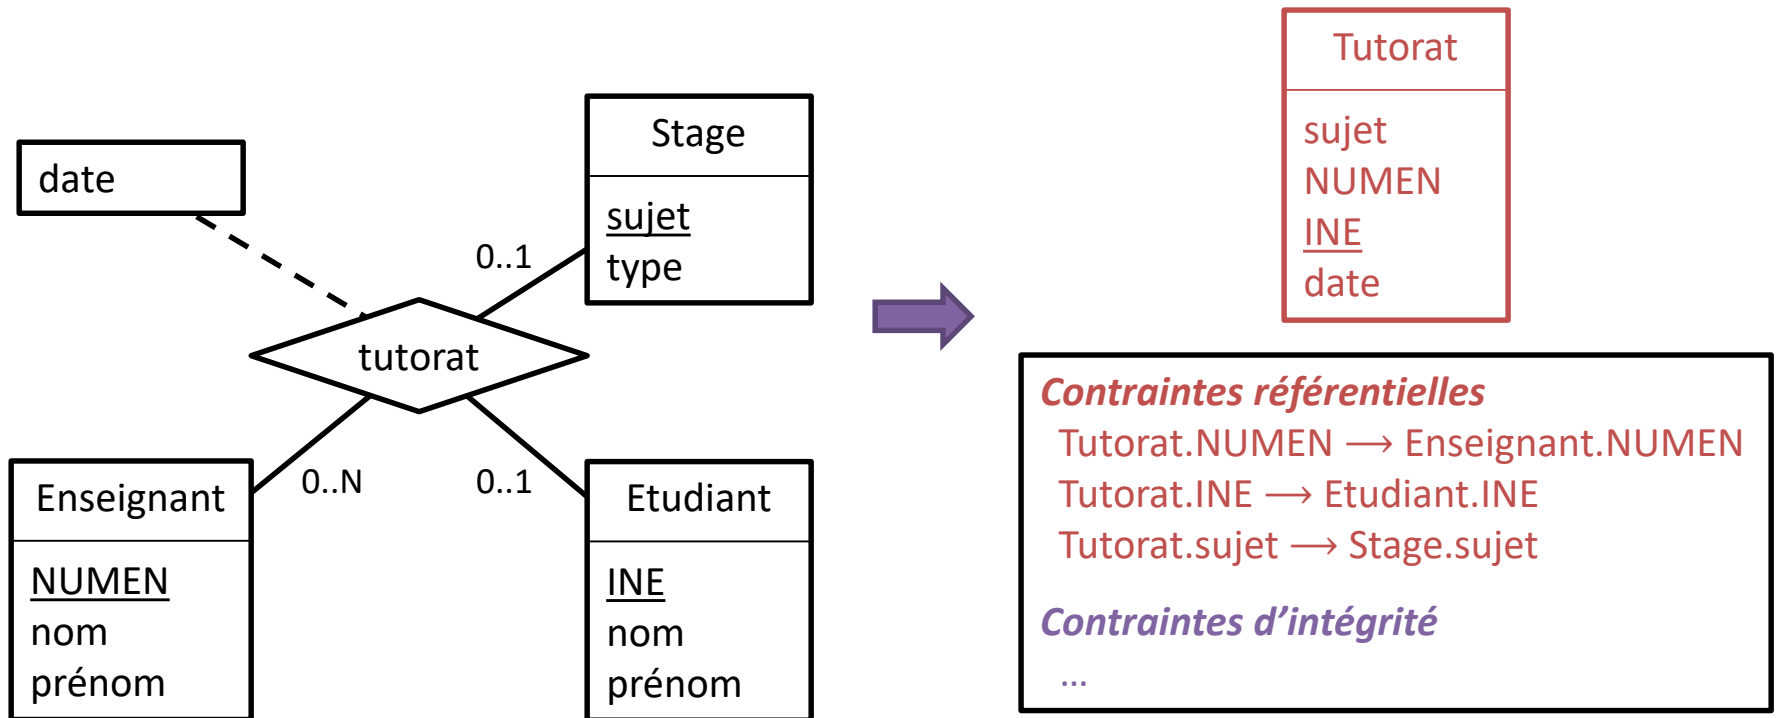 date
Stage
sujet
type
0..1
tutorat
0..N
0..1
Enseignant
NUMEN
nom
prénom
Etudiant
INE
nom
prénom
Tutorat
sujet
NUMEN
INE
date
Contraintes référentielles
Tutorat.NUMEN → Enseignant.NUMEN
Tutorat.INE → Etudiant.INE
Tutorat.sujet → Stage.sujet
Contraintes d’intégrité
...